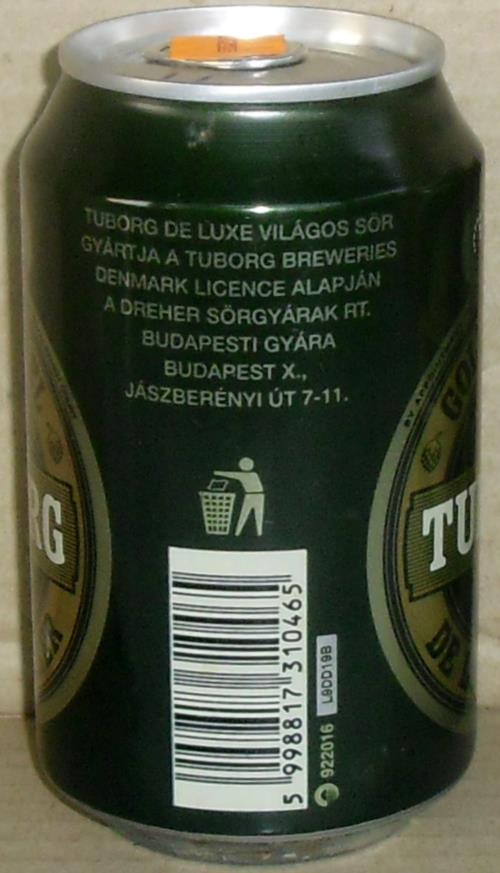 TUBORG DE LUXE VILÁGOS SÖR
GYÁRTJA A TUBORG BREWERIES
DENMARK LICENCE ALAPJÁN
A DREHER SÖRGYÁRAK RT.
BUDAPESTI GYÁRA
BUDAPEST X.,
JÁSZBERÉNYI ÚT 7-11.
RG
TU
DE
5 998817 310465
922016 L9DD19B